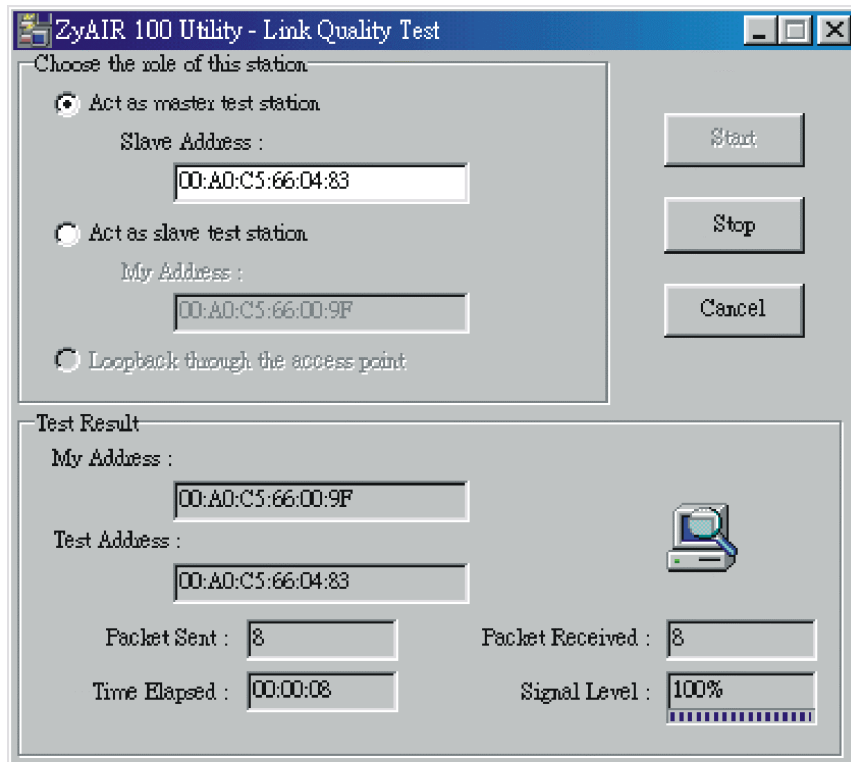 ZyAIR 100 Utility - Link Quality Test
Choose the role of this station
Act as master test station
Slave Address :
00:A0:C5:66:04:83
Act as slave test station
My Address :
00:A0:C5:66:00:9F
Loopback through the access point
Start
Stop
Cancel
Test Result
My Address :
00:A0:C5:66:00:9F
Test Address :
00:A0:C5:66:04:83
Packet Sent : 8
Packet Received : 8
Time Elapsed : 00:00:08
Signal Level : 100%